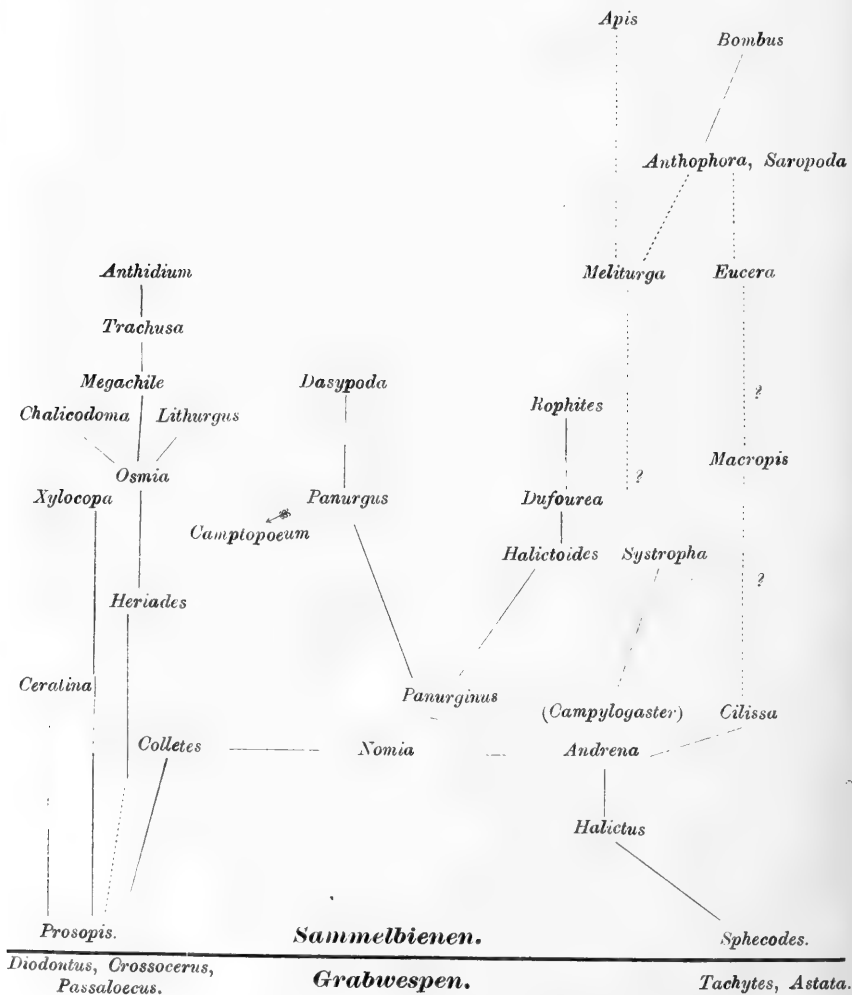 Apis
Bombus
Anthophora, Saropoda
Anthidium
Meliturga
Eucera
Trachusa
Megachile
Dasypoda
Chalicodoma
Lithurgus
Rophites
?
Macropis
Osmia
?
Xylocopa
Panurgus
Dufourea
Camptopoeum
Halictoides
Systropha
?
Heriades
Ceratina
Panurginus
(Campylogaster)
Cilissa
Colletes
Nomia
Andrena
Halictus
Prosopis.
Sammelbienen.
Sphecodes.
Diodontus, Crossocerus,
Passaloecus.
Grabwespen.
Tachytes, Astata.